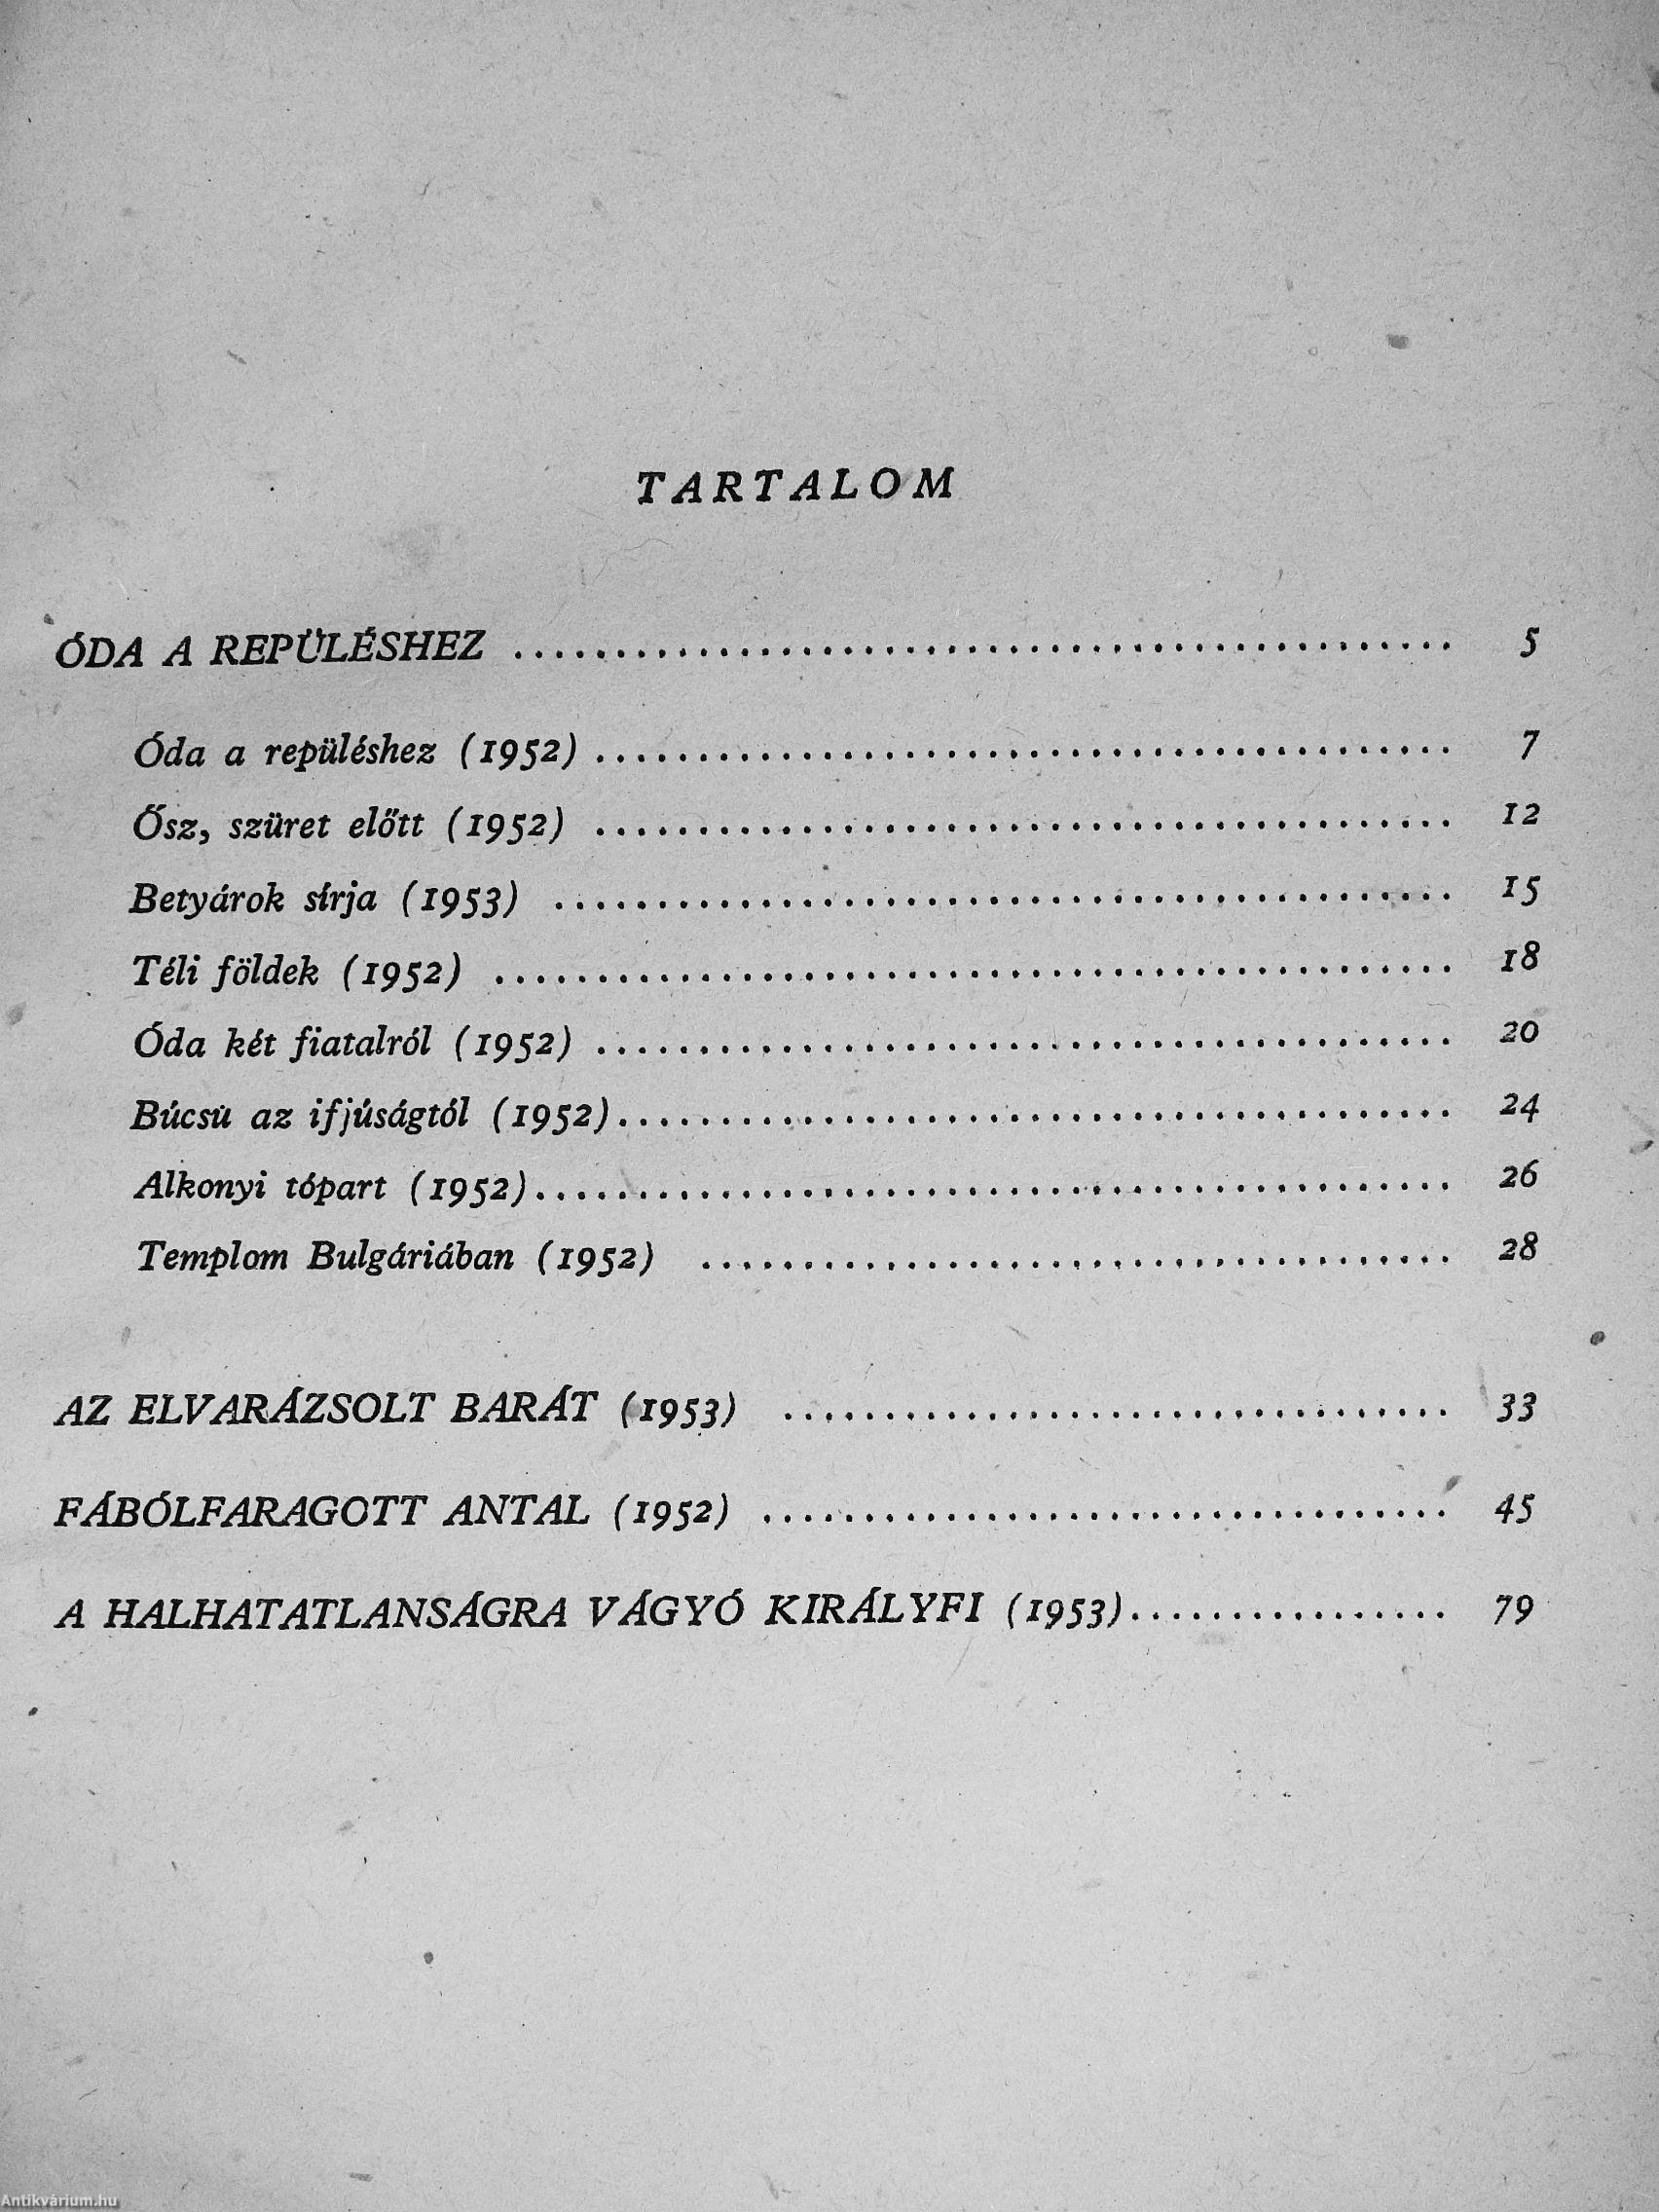 TARTALOM
ÓDA A REPÜLÉSHEZ ........................................ 5
Óda a repüléshez (1952) ........................................ 7
Ősz, szüret előtt (1952) ........................................ 12
Betyárok sírja (1953) ........................................ 15
Téli földek (1952) ........................................ 18
Óda két fiatalról (1952) ........................................ 20
Búcsu az ifjúságtól (1952) ........................................ 24
Alkonyi tópart (1952) ........................................ 26
Templom Bulgáriában (1952) ........................................ 28
AZ ELVARÁZSOLT BARÁT (1953) ........................................ 33
FÁBÓLFARAGOTT ANTAL (1952) ........................................ 45
A HALHATATLANSÁGRA VÁGYÓ KIRÁLYFI (1953) ................ 79
Antikvárium.hu